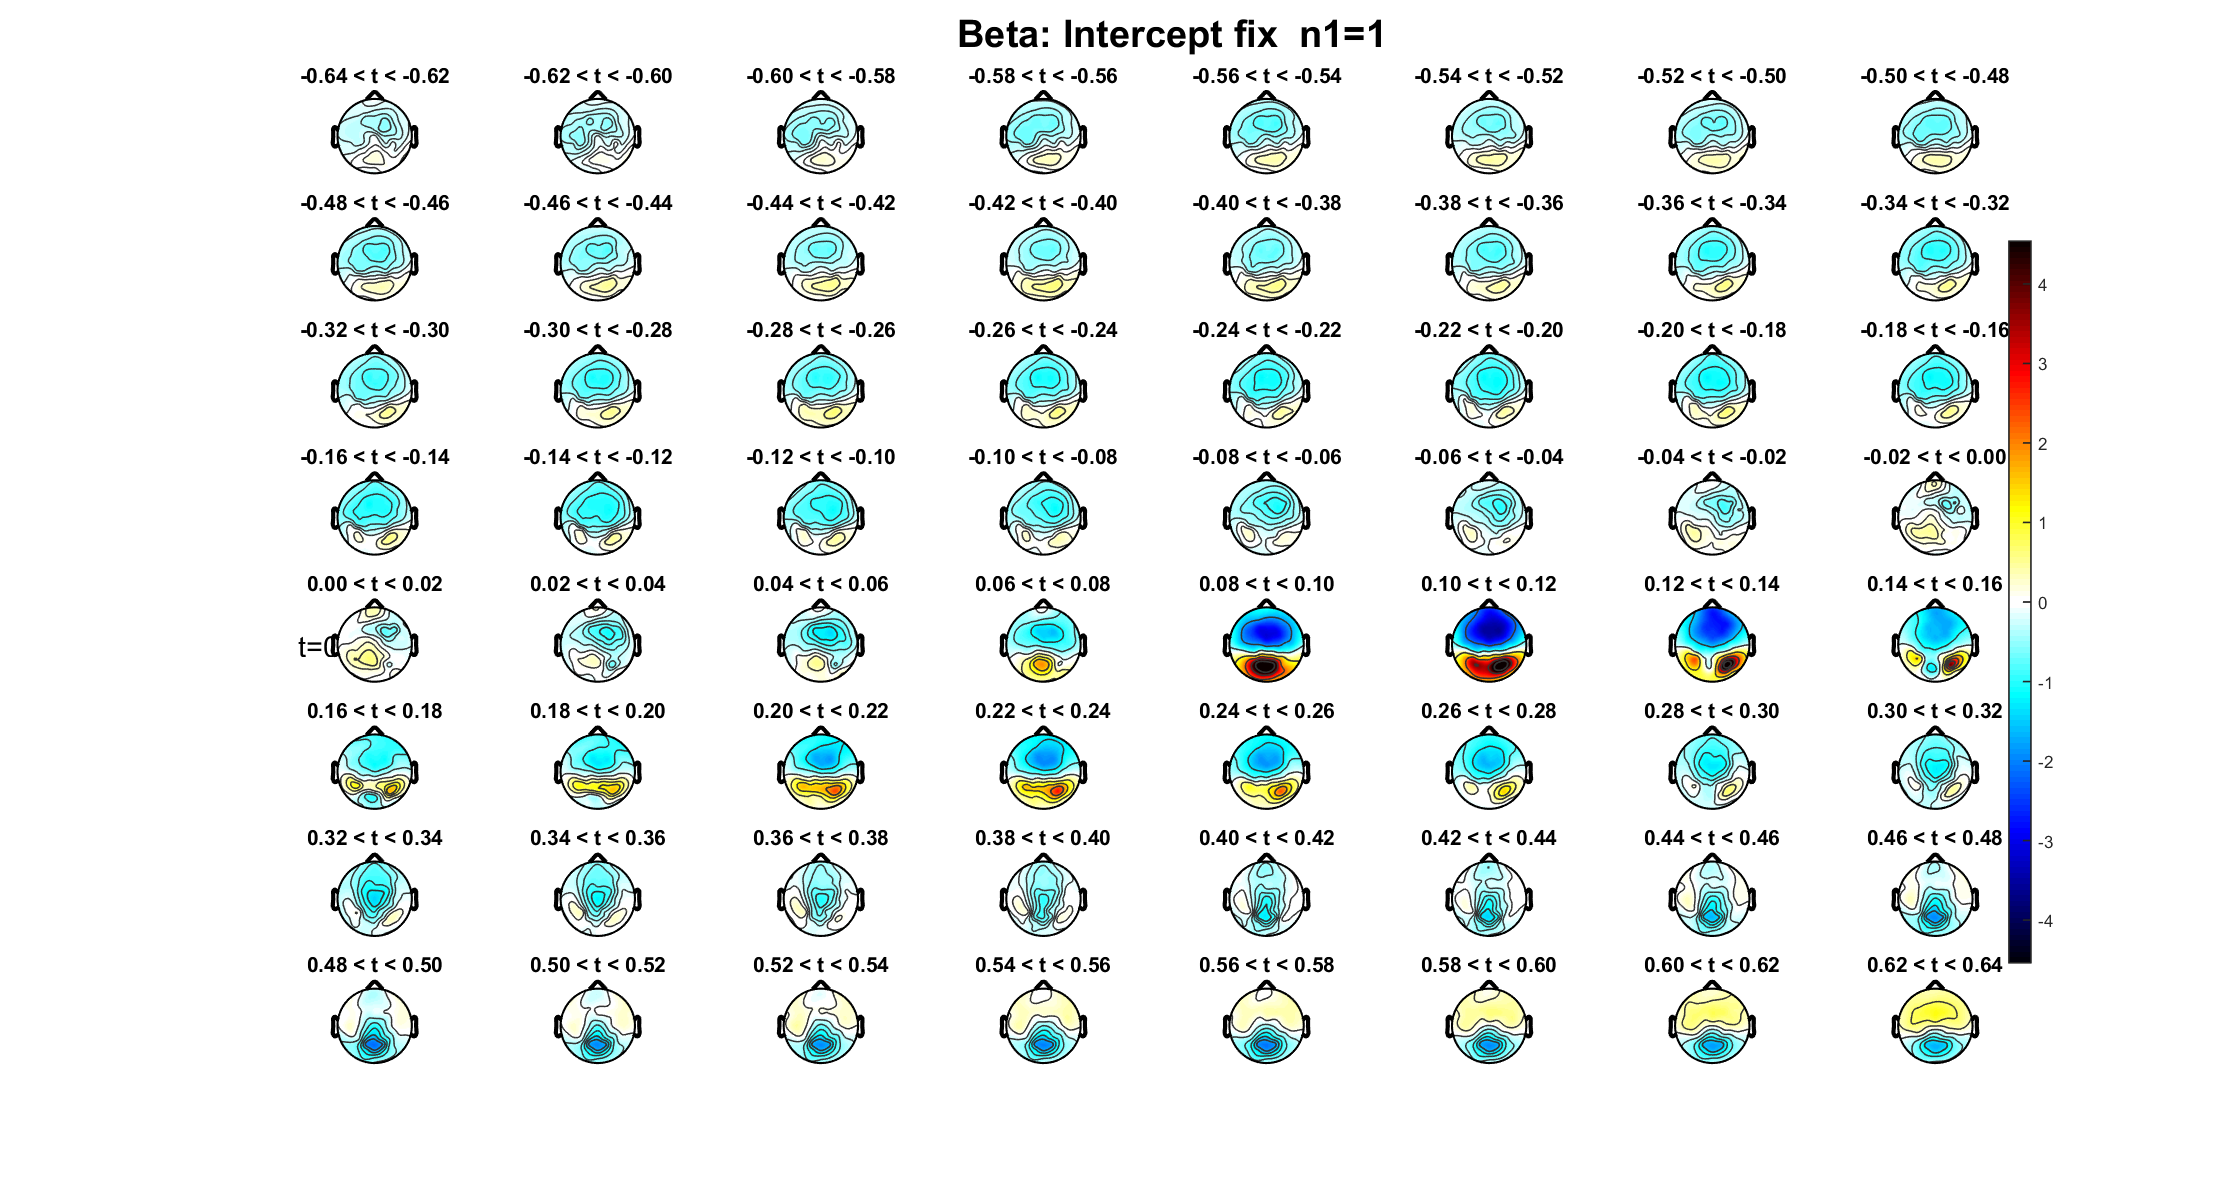 Beta: Intercept fix  n1=1
-0.64 < t < -0.62 -0.62 < t < -0.60 -0.60 < t < -0.58 -0.58 < t < -0.56 -0.56 < t < -0.54 -0.54 < t < -0.52 -0.52 < t < -0.50 -0.50 < t < -0.48
-0.48 < t < -0.46 -0.46 < t < -0.44 -0.44 < t < -0.42 -0.42 < t < -0.40 -0.40 < t < -0.38 -0.38 < t < -0.36 -0.36 < t < -0.34 -0.34 < t < -0.32
-0.32 < t < -0.30 -0.30 < t < -0.28 -0.28 < t < -0.26 -0.26 < t < -0.24 -0.24 < t < -0.22 -0.22 < t < -0.20 -0.20 < t < -0.18 -0.18 < t < -0.16
-0.16 < t < -0.14 -0.14 < t < -0.12 -0.12 < t < -0.10 -0.10 < t < -0.08 -0.08 < t < -0.06 -0.06 < t < -0.04 -0.04 < t < -0.02 -0.02 < t < 0.00
0.00 < t < 0.02 0.02 < t < 0.04 0.04 < t < 0.06 0.06 < t < 0.08 0.08 < t < 0.10 0.10 < t < 0.12 0.12 < t < 0.14 0.14 < t < 0.16
t=0
0.16 < t < 0.18 0.18 < t < 0.20 0.20 < t < 0.22 0.22 < t < 0.24 0.24 < t < 0.26 0.26 < t < 0.28 0.28 < t < 0.30 0.30 < t < 0.32
0.32 < t < 0.34 0.34 < t < 0.36 0.36 < t < 0.38 0.38 < t < 0.40 0.40 < t < 0.42 0.42 < t < 0.44 0.44 < t < 0.46 0.46 < t < 0.48
0.48 < t < 0.50 0.50 < t < 0.52 0.52 < t < 0.54 0.54 < t < 0.56 0.56 < t < 0.58 0.58 < t < 0.60 0.60 < t < 0.62 0.62 < t < 0.64
4
3
2
1
0
-1
-2
-3
-4